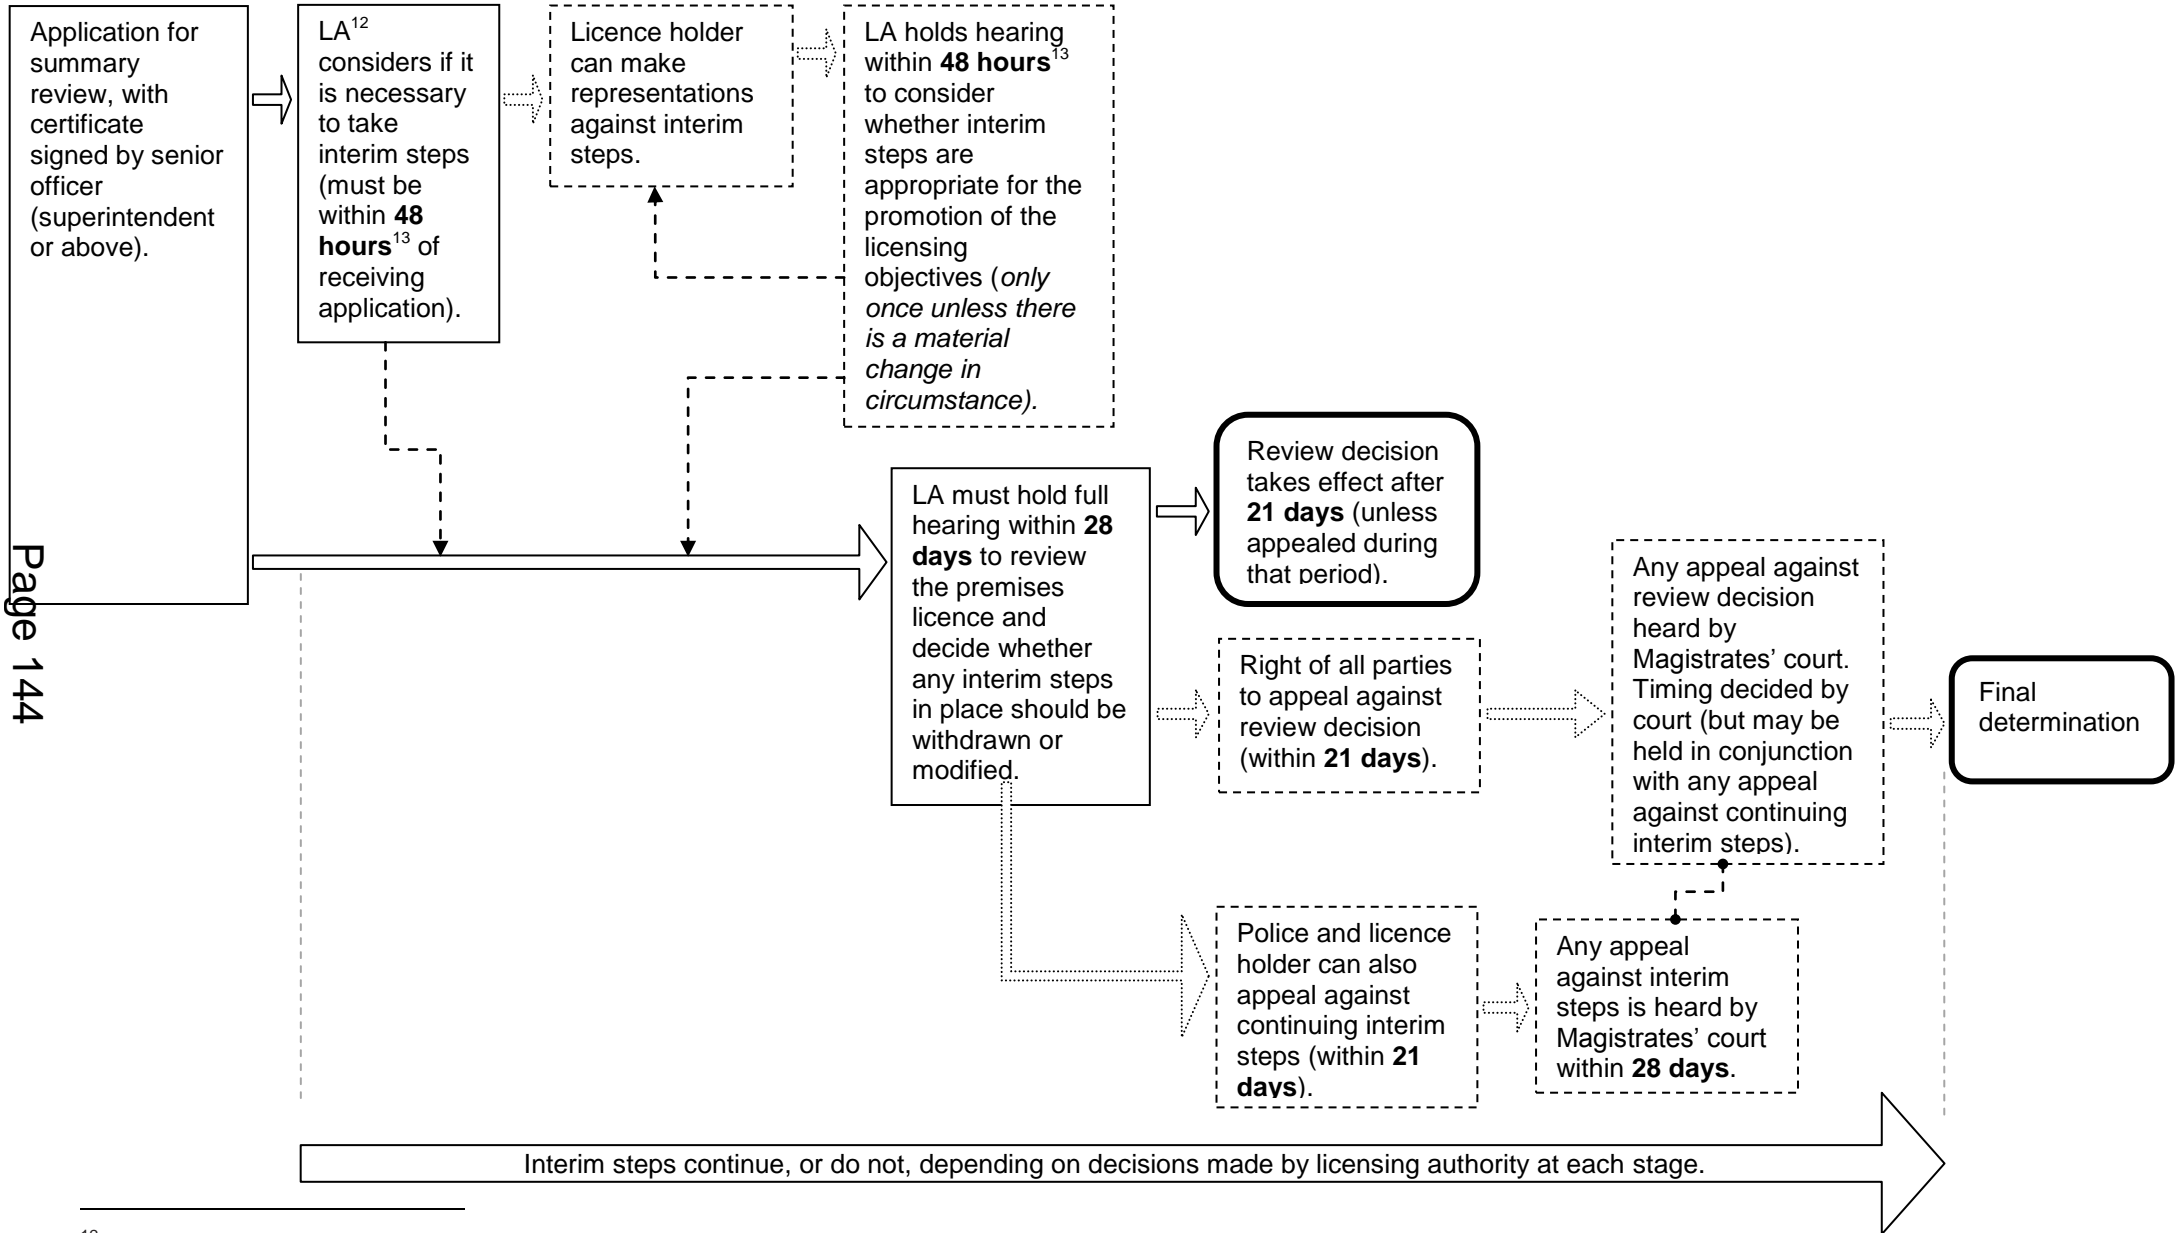 Application for
summary
review, with
certificate
signed by senior
officer
(superintendent
or above).
LA12
considers if it
is necessary
to take
interim steps
(must be
within 48
hours13 of
receiving
application).
Licence holder
can make
representations
against interim
steps.
LA holds hearing
within 48 hours13
to consider
whether interim
steps are
appropriate for the
promotion of the
licensing
objectives (only
once unless there
is a material
change in
circumstance).
LA must hold full
hearing within 28
days to review
the premises
licence and
decide whether
any interim steps
in place should be
withdrawn or
modified.
Review decision
takes effect after
21 days (unless
appealed during
that period).
Right of all parties
to appeal against
review decision
(within 21 days).
Any appeal against
review decision
heard by
Magistrates’ court.
Timing decided by
court (but may be
held in conjunction
with any appeal
against continuing
interim steps).
Final
determination
Police and licence
holder can also
appeal against
continuing interim
steps (within 21
days).
Any appeal
against interim
steps is heard by
Magistrates’ court
within 28 days.
Interim steps continue, or do not, depending on decisions made by licensing authority at each stage.
Page 144